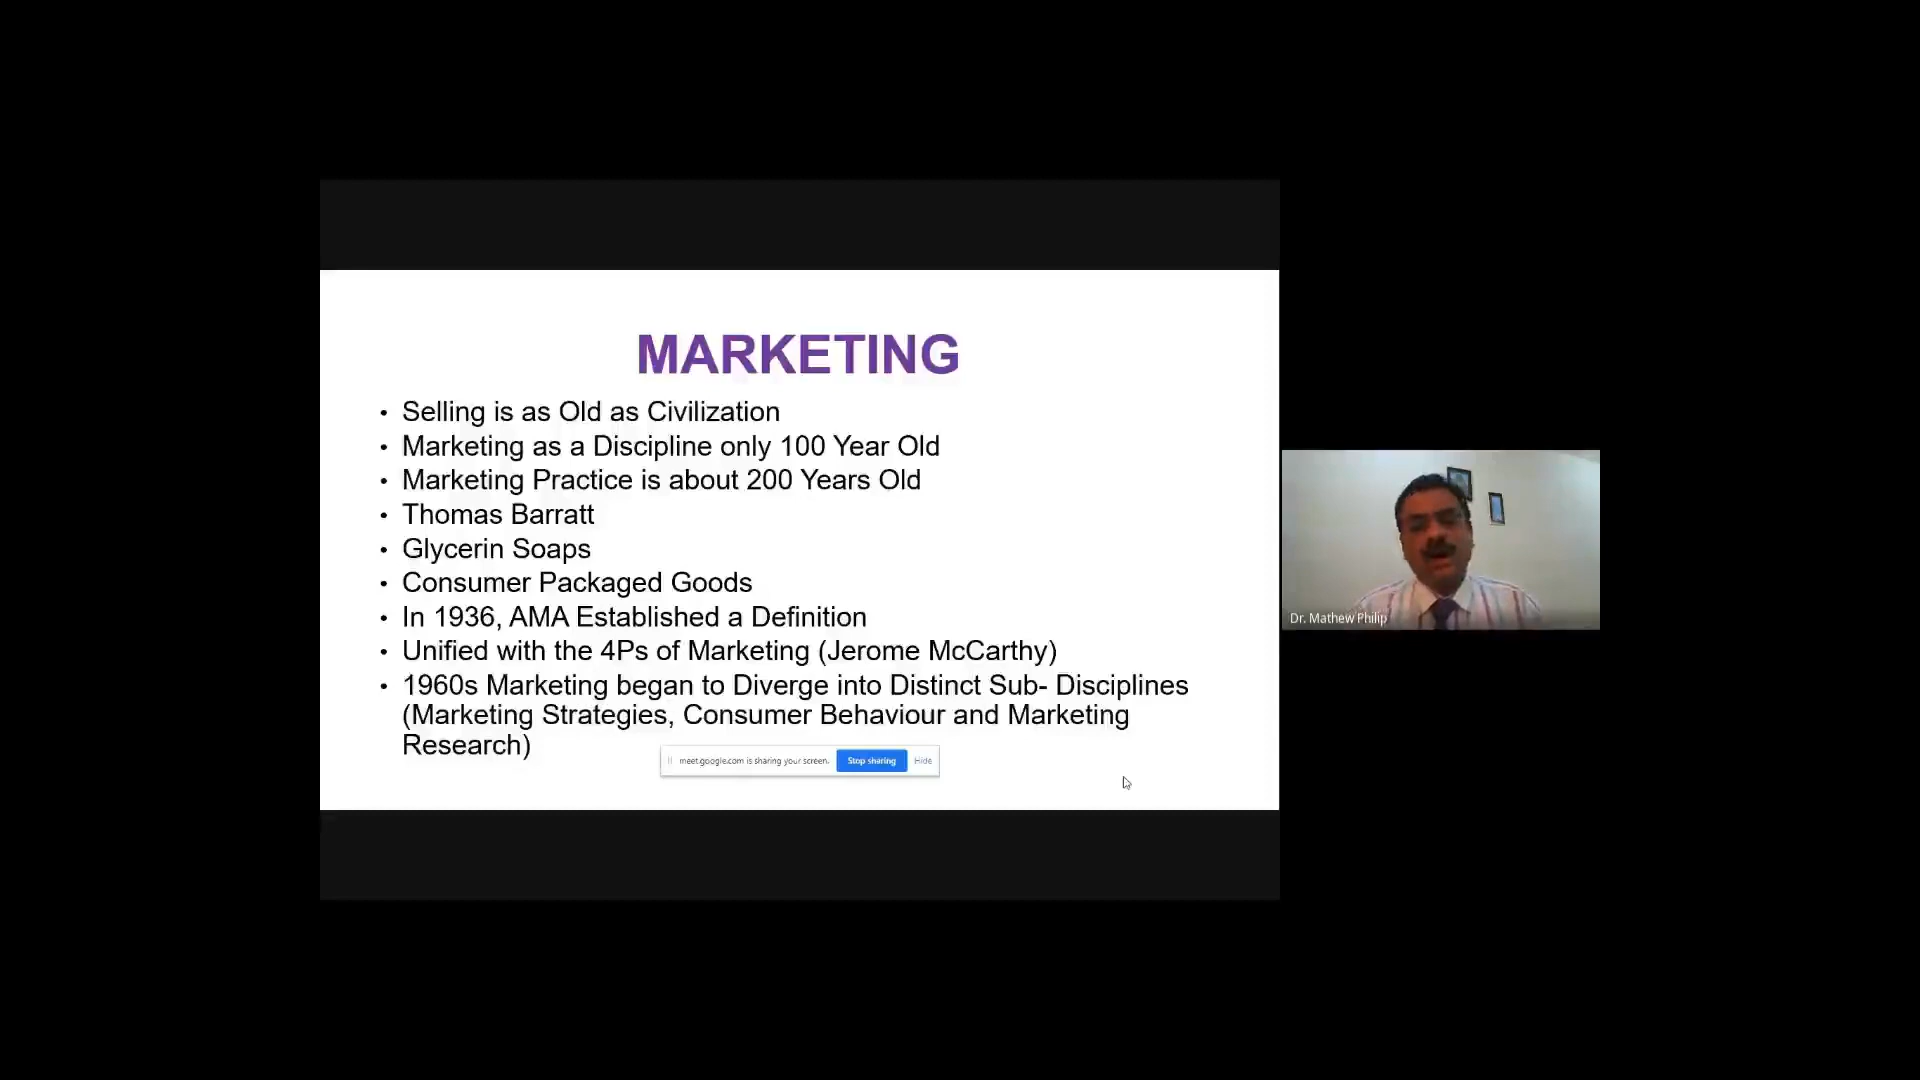 MARKETING
• Selling is as Old as Civilization
• Marketing as a Discipline only 100 Year Old
• Marketing Practice is about 200 Years Old
• Thomas Barratt
• Glycerin Soaps
• Consumer Packaged Goods
• In 1936, AMA Established a Definition
• Unified with the 4Ps of Marketing (Jerome McCarthy)
• 1960s Marketing began to Diverge into Distinct Sub- Disciplines
(Marketing Strategies, Consumer Behaviour and Marketing
Research)
meet.google.com is sharing your screen. Stop sharing Hide
Dr. Mathew Philip